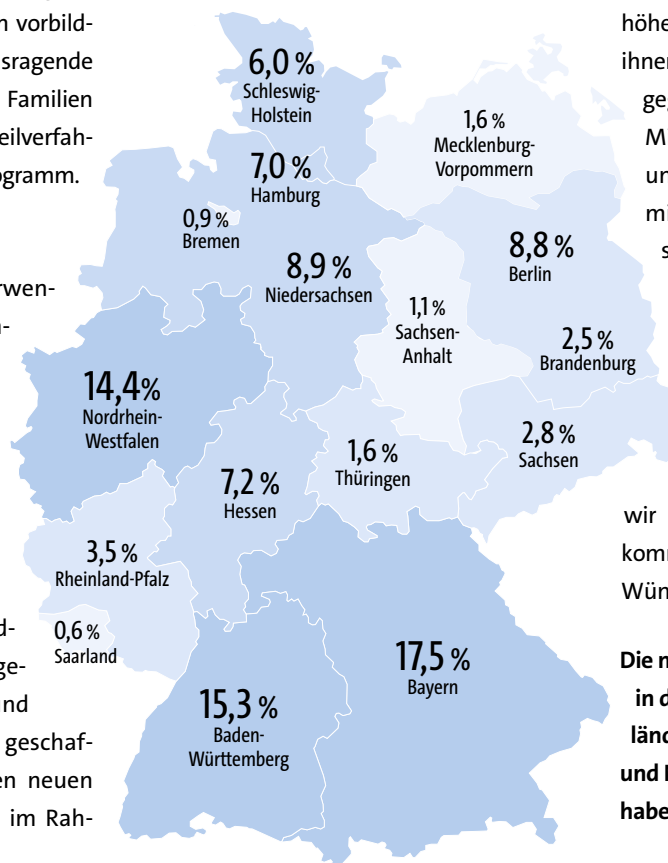 n vorbild-
sragende
Familien
eilverfah-
ogramm.
rwen-
-
d-
ge-
und
geschaf-
en neuen
im Rah-
6,0 %
Schleswig-
Holstein
1,6 %
Mecklenburg-
Vorpommern
7,0 %
Hamburg
0,9 %
Bremen
8,9 %
Niedersachsen
8,8 %
Berlin
1,1 %
Sachsen-
Anhalt
2,5 %
Brandenburg
14,4%
Nordrhein-
Westfalen
1,6 %
Thüringen
2,8 %
Sachsen
7,2 %
Hessen
3,5 %
Rheinland-Pfalz
0,6 %
Saarland
17,5 %
Bayern
15,3 %
Baden-
Württemberg
höhe
ihner
ge
M
un
mi
s
wir
komm
Wün
Die n
in d
länd
und
habe